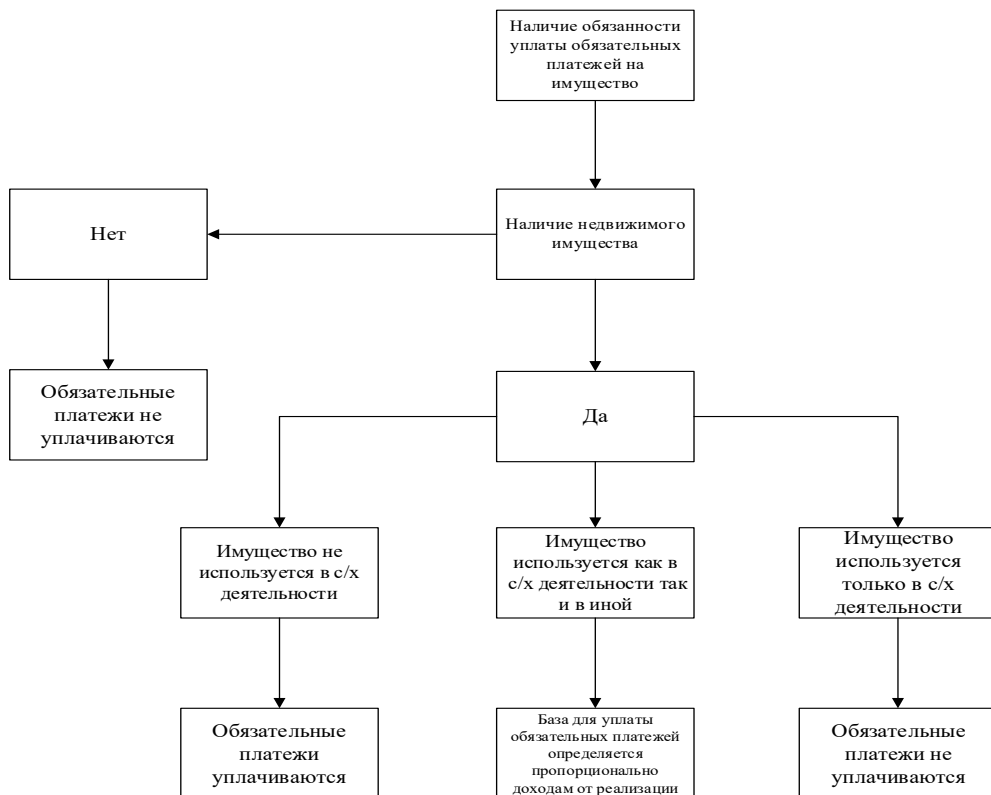 Наличие обязанности
уплаты обязательных
платежей на
имущество
Нет
Наличие недвижимого
имущества
Обязательные
платежи не
уплачиваются
Да
Имущество не
используется в с/х
деятельности
Имущество
используется как в
с/х деятельности так
и в иной
Имущество
используется
только в с/х
деятельности
Обязательные
платежи
уплачиваются
База для уплаты
обязательных платежей
определяется
пропорционально
доходам от реализации
Обязательные
платежи не
уплачиваются